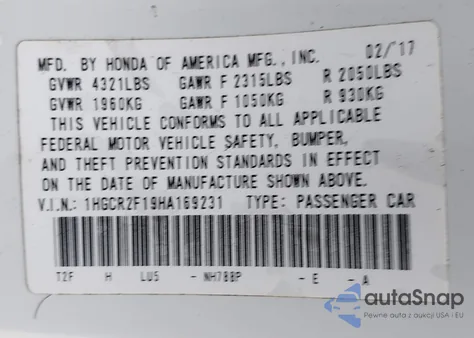 MFD. BY HONDA OF AMERICA MFG., INC. 02/17
GVWR 4321LBS GAWR F 2315LBS R 2050LBS
GVWR 1960KG GAWR F 1050KG R 930KG
THIS VEHICLE CONFORMS TO ALL APPLICABLE
FEDERAL MOTOR VEHICLE SAFETY, BUMPER,
AND THEFT PREVENTION STANDARDS IN EFFECT
ON THE DATE OF MANUFACTURE SHOWN ABOVE.
V.I.N.: 1HGCR2F19HA169231 TYPE: PASSENGER CAR
T2F H LU5 - NH788P - E - A
autaSnap
Pewne auta z aukcji USA i EU